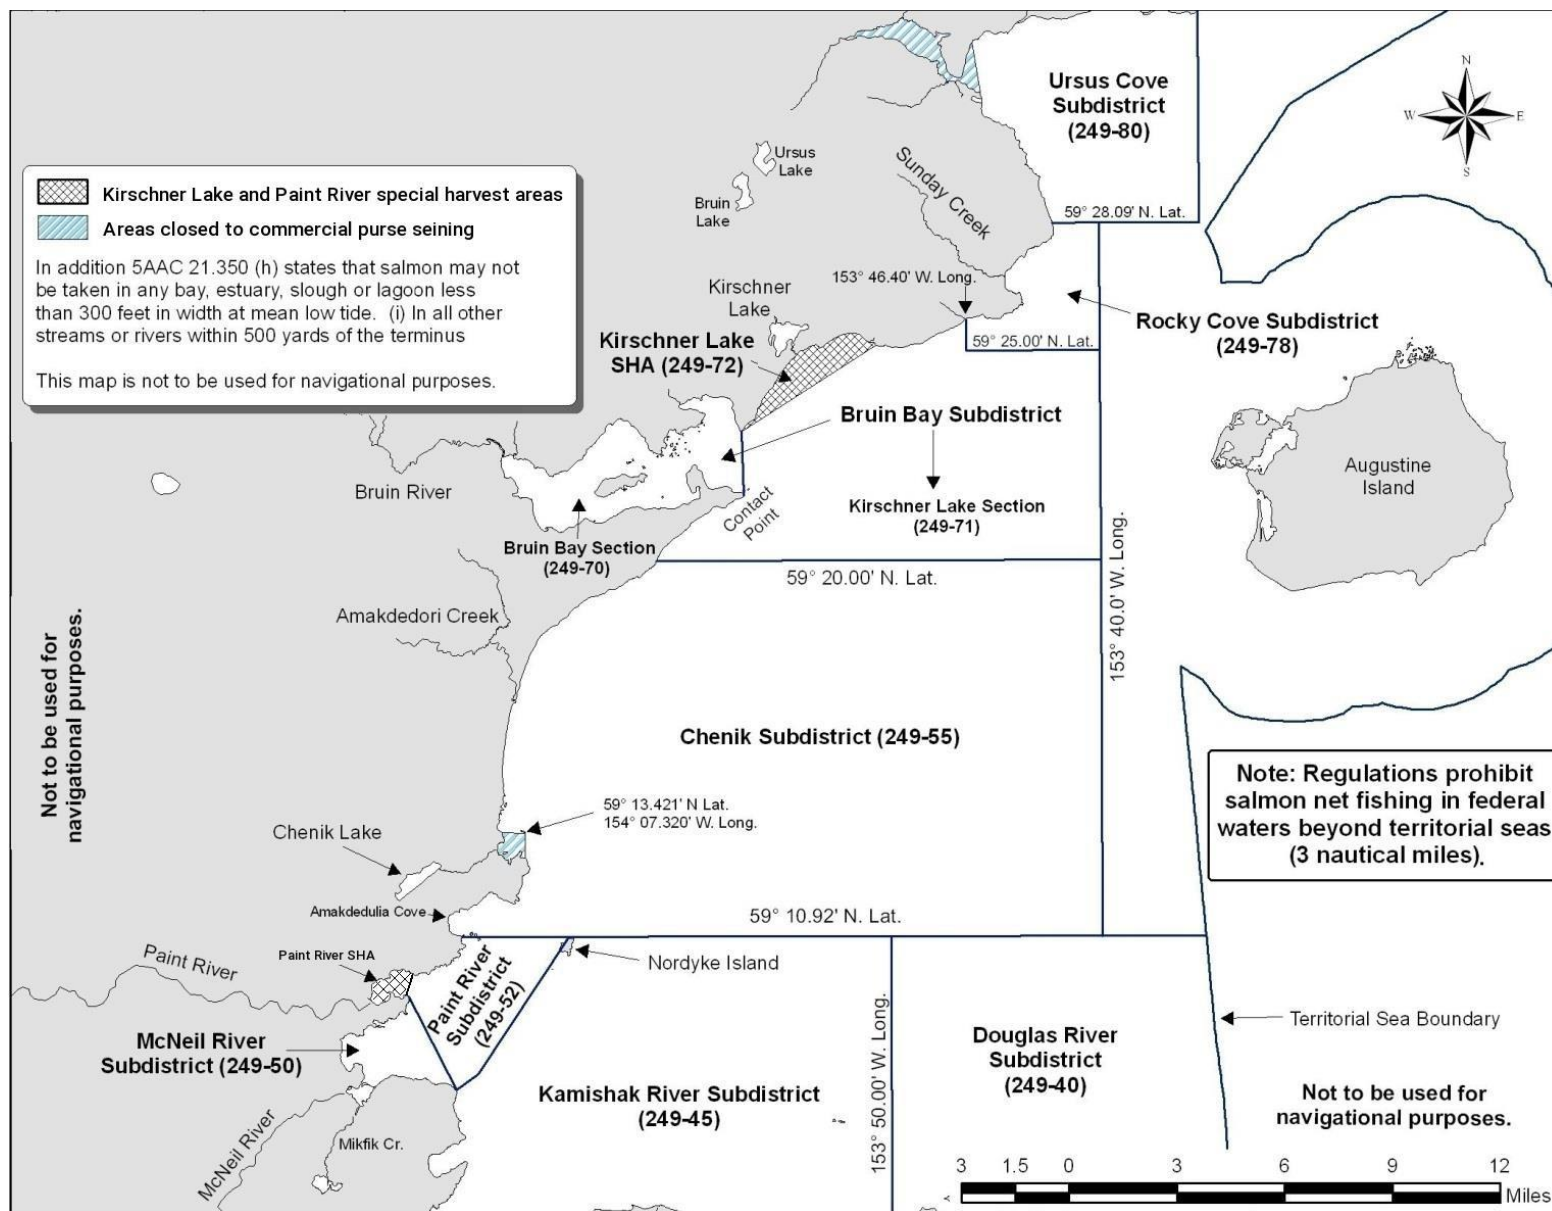 Ursus Cove
Subdistrict
(249-80)
N
W
E
S
Kirschner Lake and Paint River special harvest areas
Areas closed to commercial purse seining
In addition 5AAC 21.350 (h) states that salmon may not
be taken in any bay, estuary, slough or lagoon less
than 300 feet in width at mean low tide. (i) In all other
streams or rivers within 500 yards of the terminus
This map is not to be used for navigational purposes.
Ursus
Lake
Bruin
Lake
Sunday Creek
59° 28.09' N. Lat.
153° 46.40' W. Long.
Kirschner
Lake
Rocky Cove Subdistrict
(249-78)
59° 25.00' N. Lat.
Kirschner Lake
SHA (249-72)
Bruin Bay Subdistrict
Augustine
Island
Bruin River
Contact
Point
Kirschner Lake Section
(249-71)
Bruin Bay Section
(249-70)
59° 20.00' N. Lat.
153° 40.0' W. Long.
Amakdedori Creek
Not to be used for
navigational purposes.
Chenik Subdistrict (249-55)
Note: Regulations prohibit
salmon net fishing in federal
waters beyond territorial seas
(3 nautical miles).
59° 13.421' N Lat.
154° 07.320' W. Long.
Chenik Lake
Amakdedulia Cove
59° 10.92' N. Lat.
Paint River
Paint River SHA
Paint River
Subdistrict
(249-52)
Nordyke Island
153° 50.00' W. Long.
Territorial Sea Boundary
McNeil River
Subdistrict (249-50)
Douglas River
Subdistrict
(249-40)
Kamishak River Subdistrict
(249-45)
Not to be used for
navigational purposes.
McNeil River
Mikfik Cr.
3 1.5 0 3 6 9 12
Miles